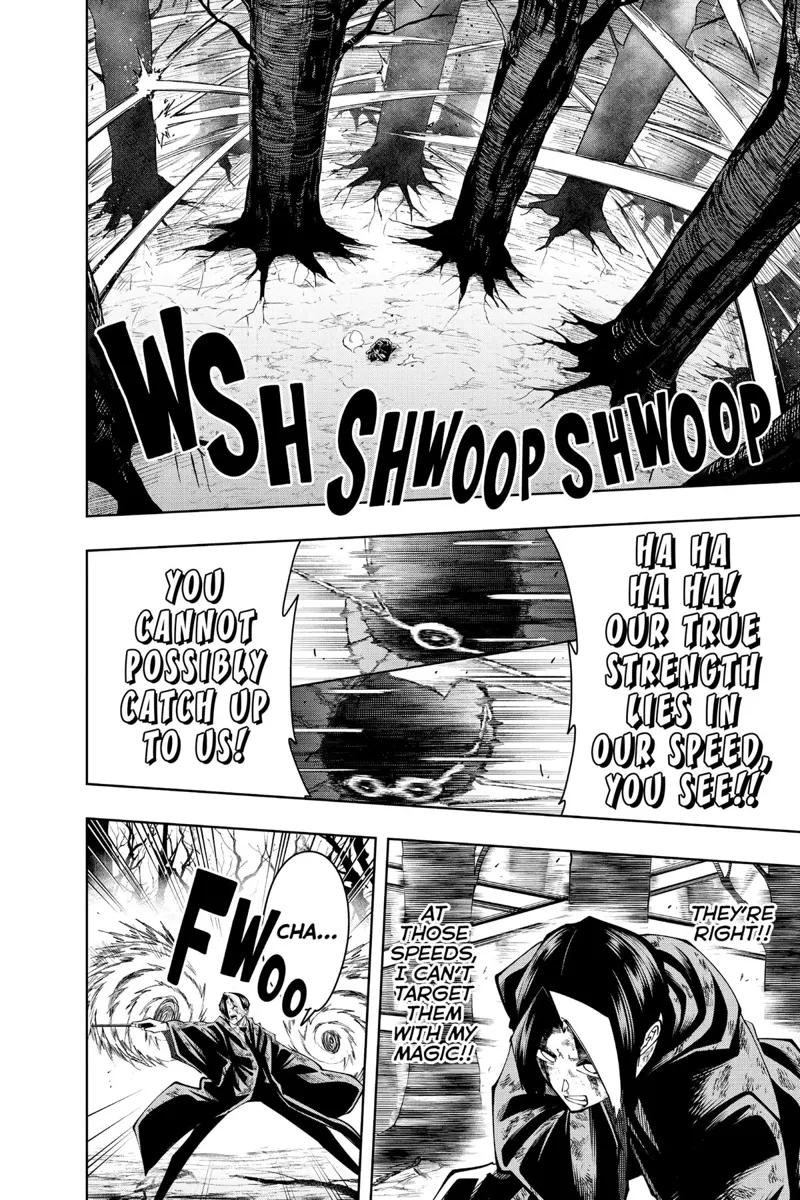 WSH
SHWOOP
SHWOOP
HA HA
HA HA!
OUR TRUE
STRENGTH
LIES IN
OUR SPEED,
YOU SEE!!
YOU
CANNOT
POSSIBLY
CATCH UP
TO US!
THEY'RE
RIGHT!!
AT
THOSE
SPEEDS,
I CAN'T
TARGET
THEM
WITH MY
MAGIC!!
CHA...
FWOO